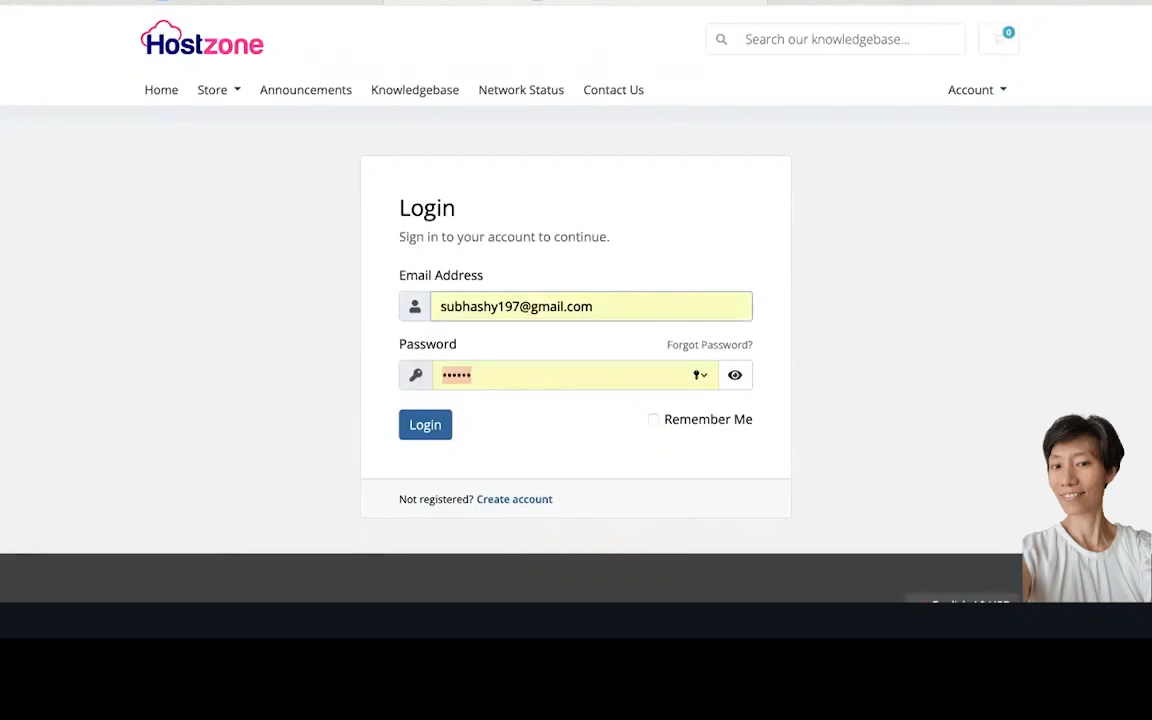 Hostzone
Search our knowledgebase...
0
Home
Store
Announcements
Knowledgebase
Network Status
Contact Us
Account
Login
Sign in to your account to continue.
Email Address
subhashy197@gmail.com
Password
Forgot Password?
••••••
Login
Remember Me
Not registered? Create account